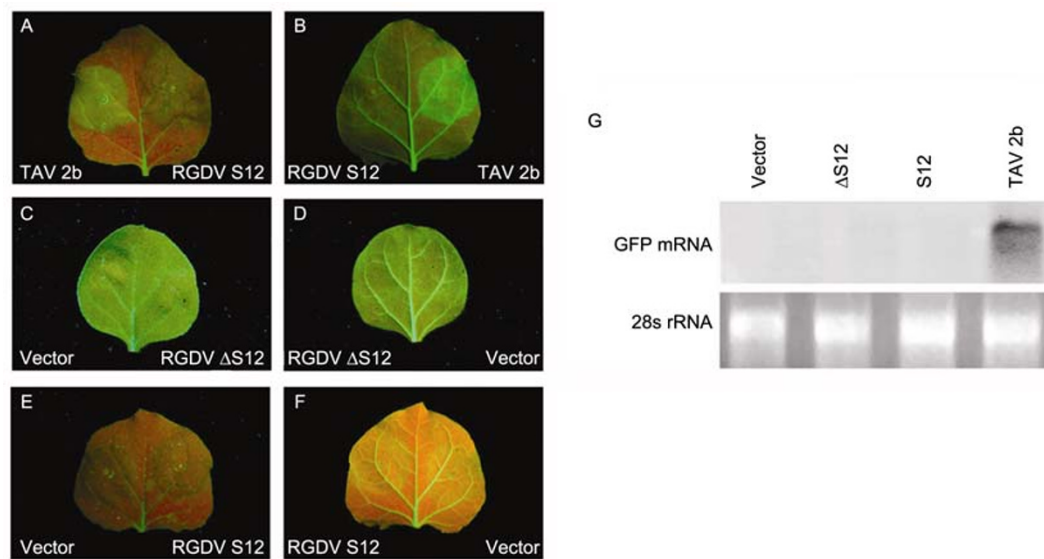 A
TAV 2b RGDV S12
B
RGDV S12 TAV 2b
C
Vector RGDV ΔS12
D
RGDV ΔS12 Vector
E
Vector RGDV S12
F
RGDV S12 Vector
G
Vector
ΔS12
S12
TAV 2b
GFP mRNA
28s rRNA